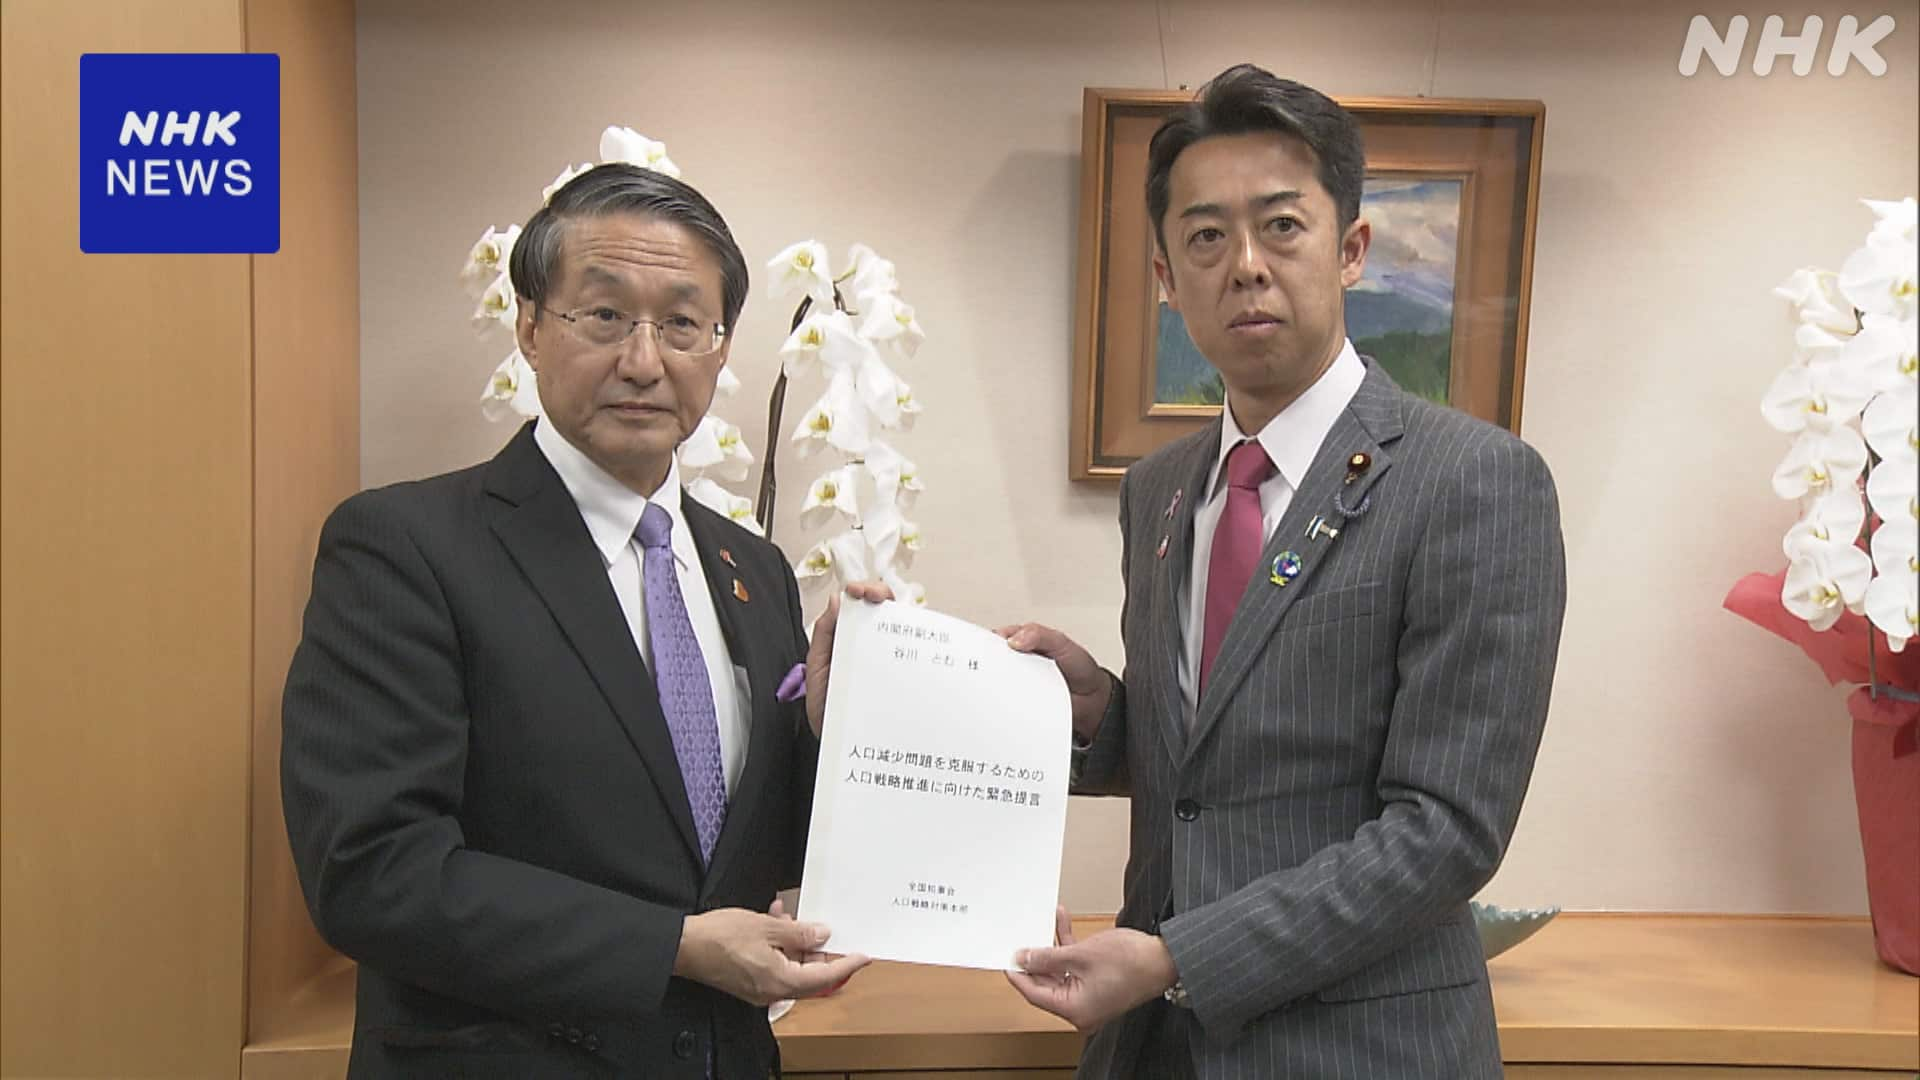 NHK
NEWS
NHK
内閣府副大臣
谷川 とむ 様
人口減少問題を克服するための
人口戦略推進に向けた緊急提言
全国知事会
人口戦略対策本部